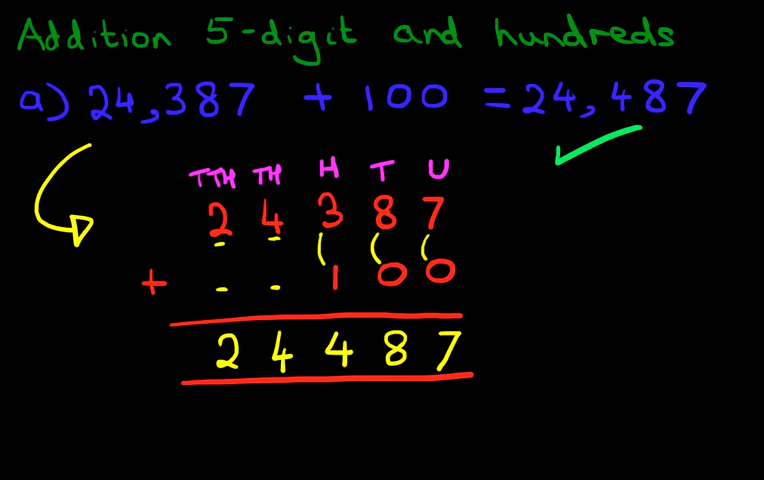 Addition 5-digit and hundreds
a) 24,387 + 100 = 24,487
TTH TH H T U
2 4 3 8 7
+ - - 1 0 0
2 4 4 8 7